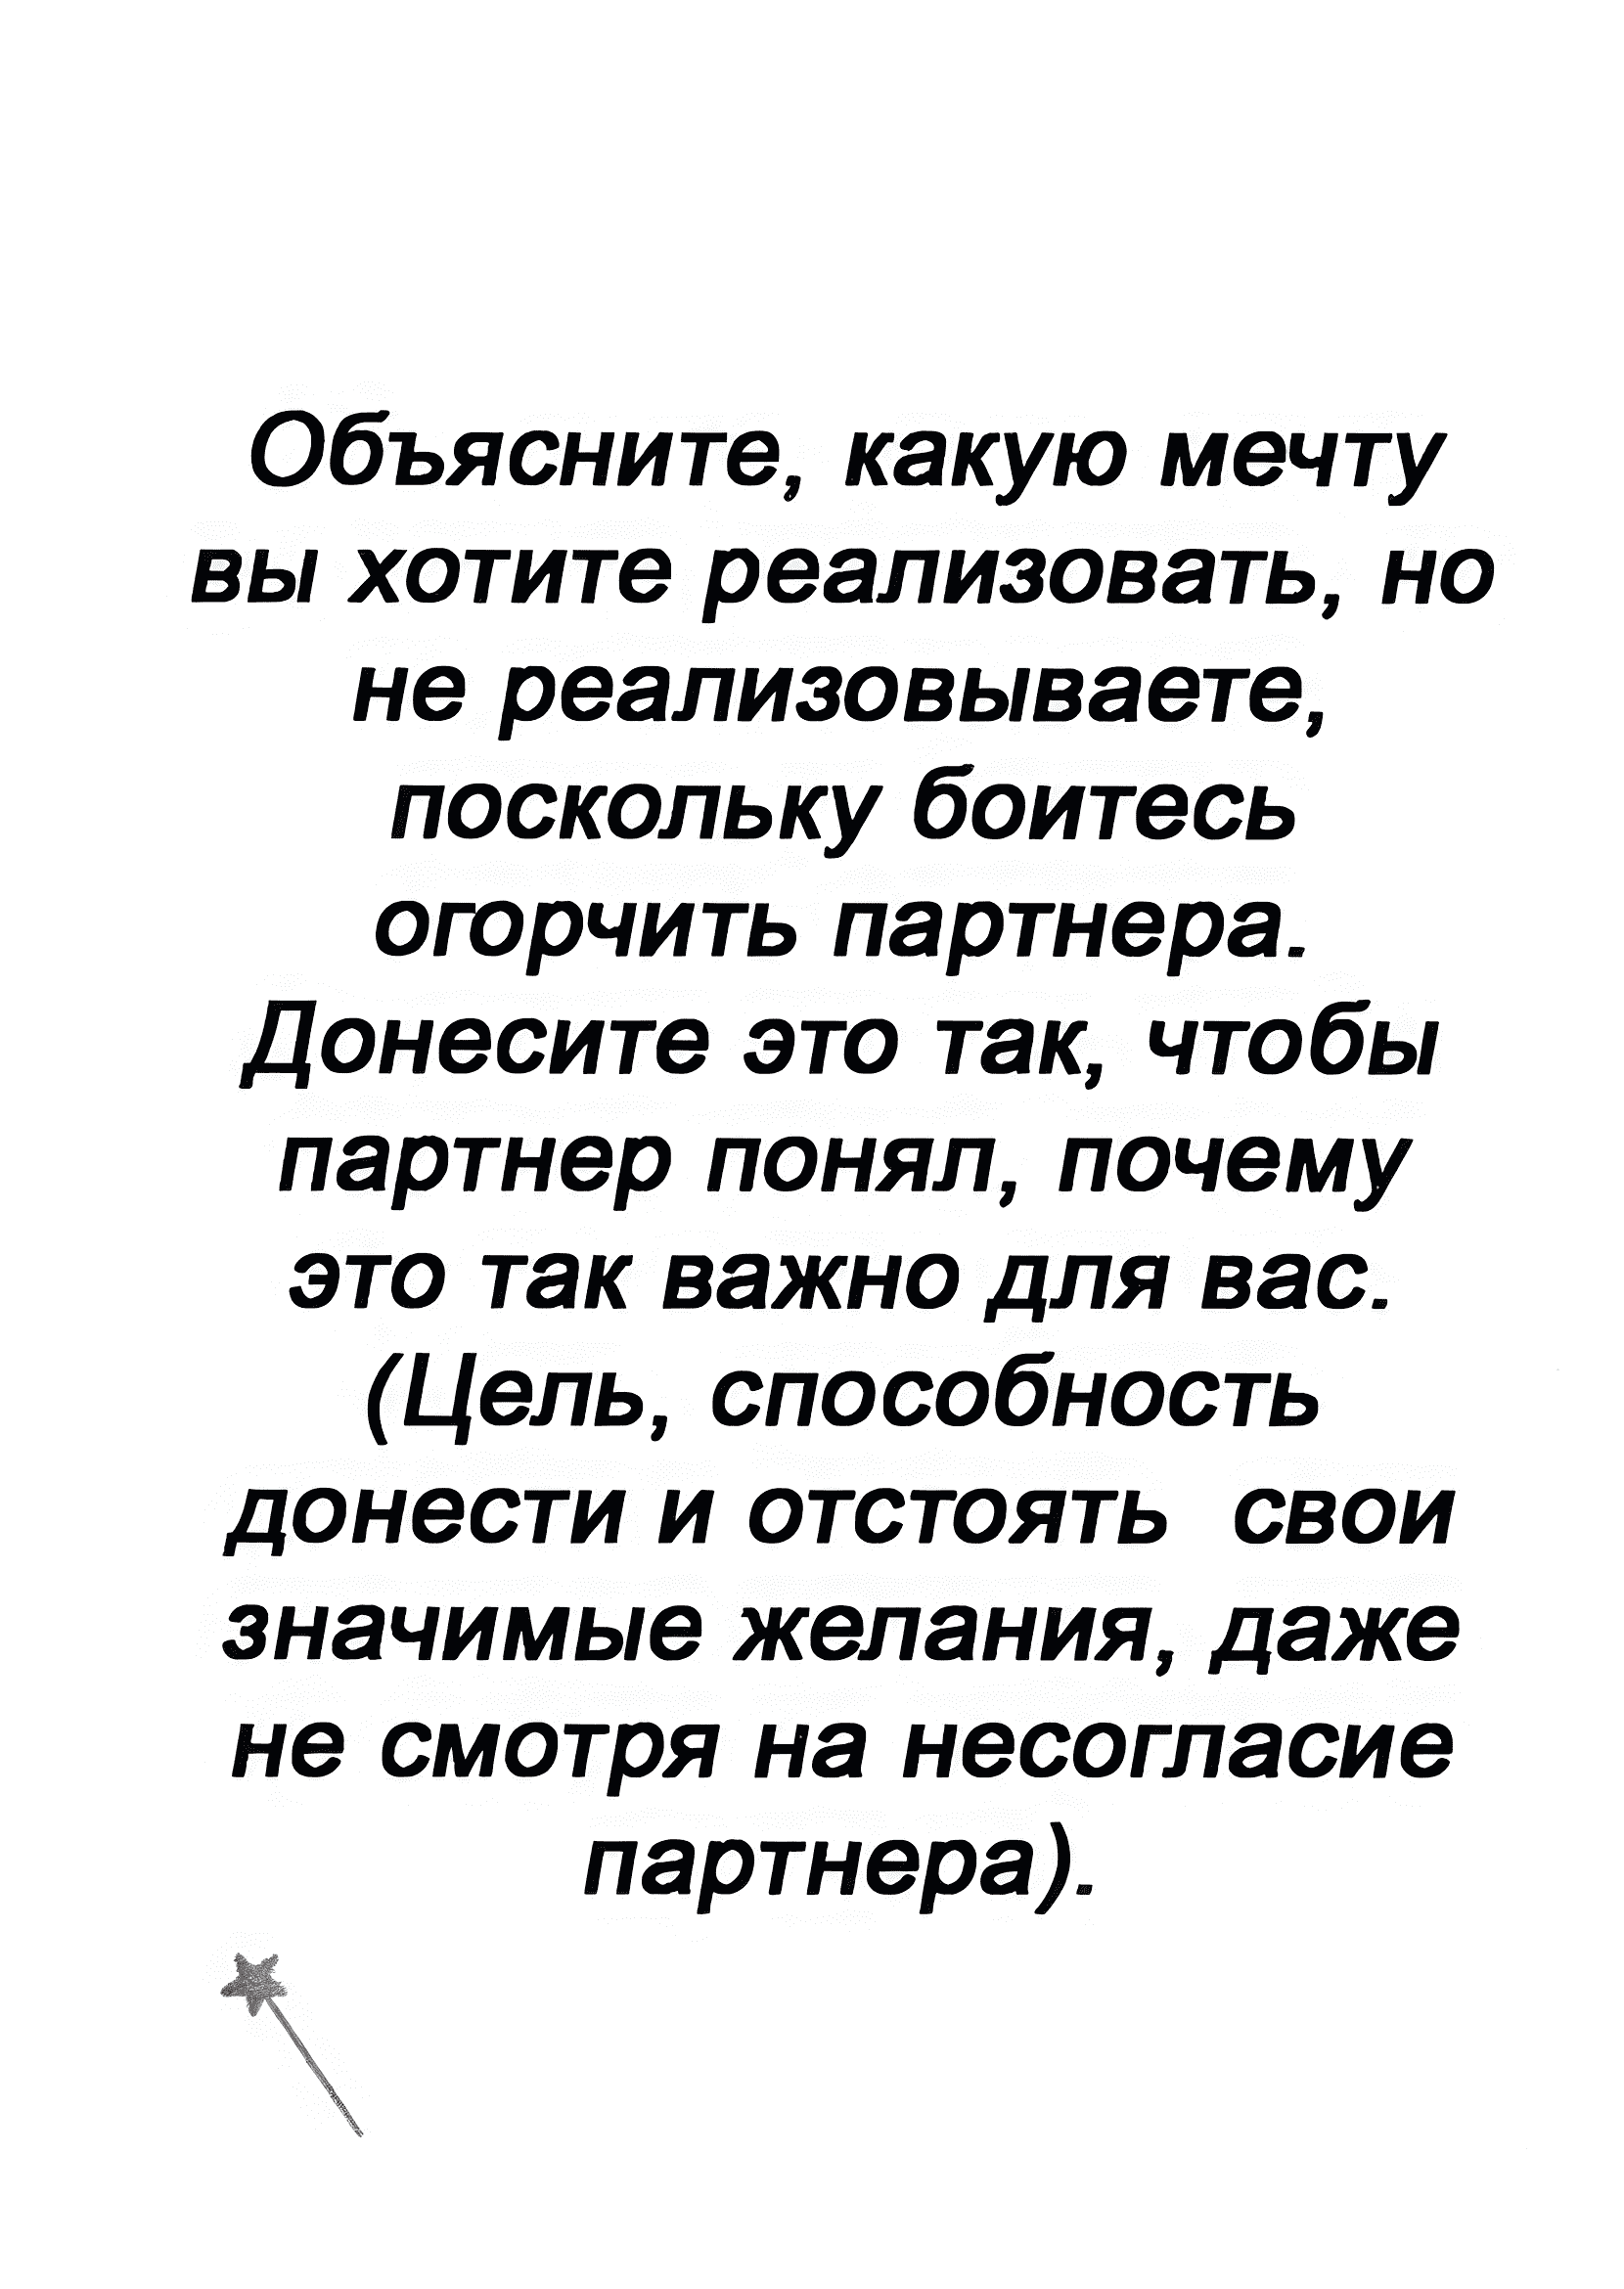 Объясните, какую мечту
вы хотите реализовать, но
не реализовываете,
поскольку боитесь
огорчить партнера.
Донесите это так, чтобы
партнер понял, почему
это так важно для вас.
(Цель, способность
донести и отстоять  свои
значимые желания, даже
не смотря на несогласие
партнера).